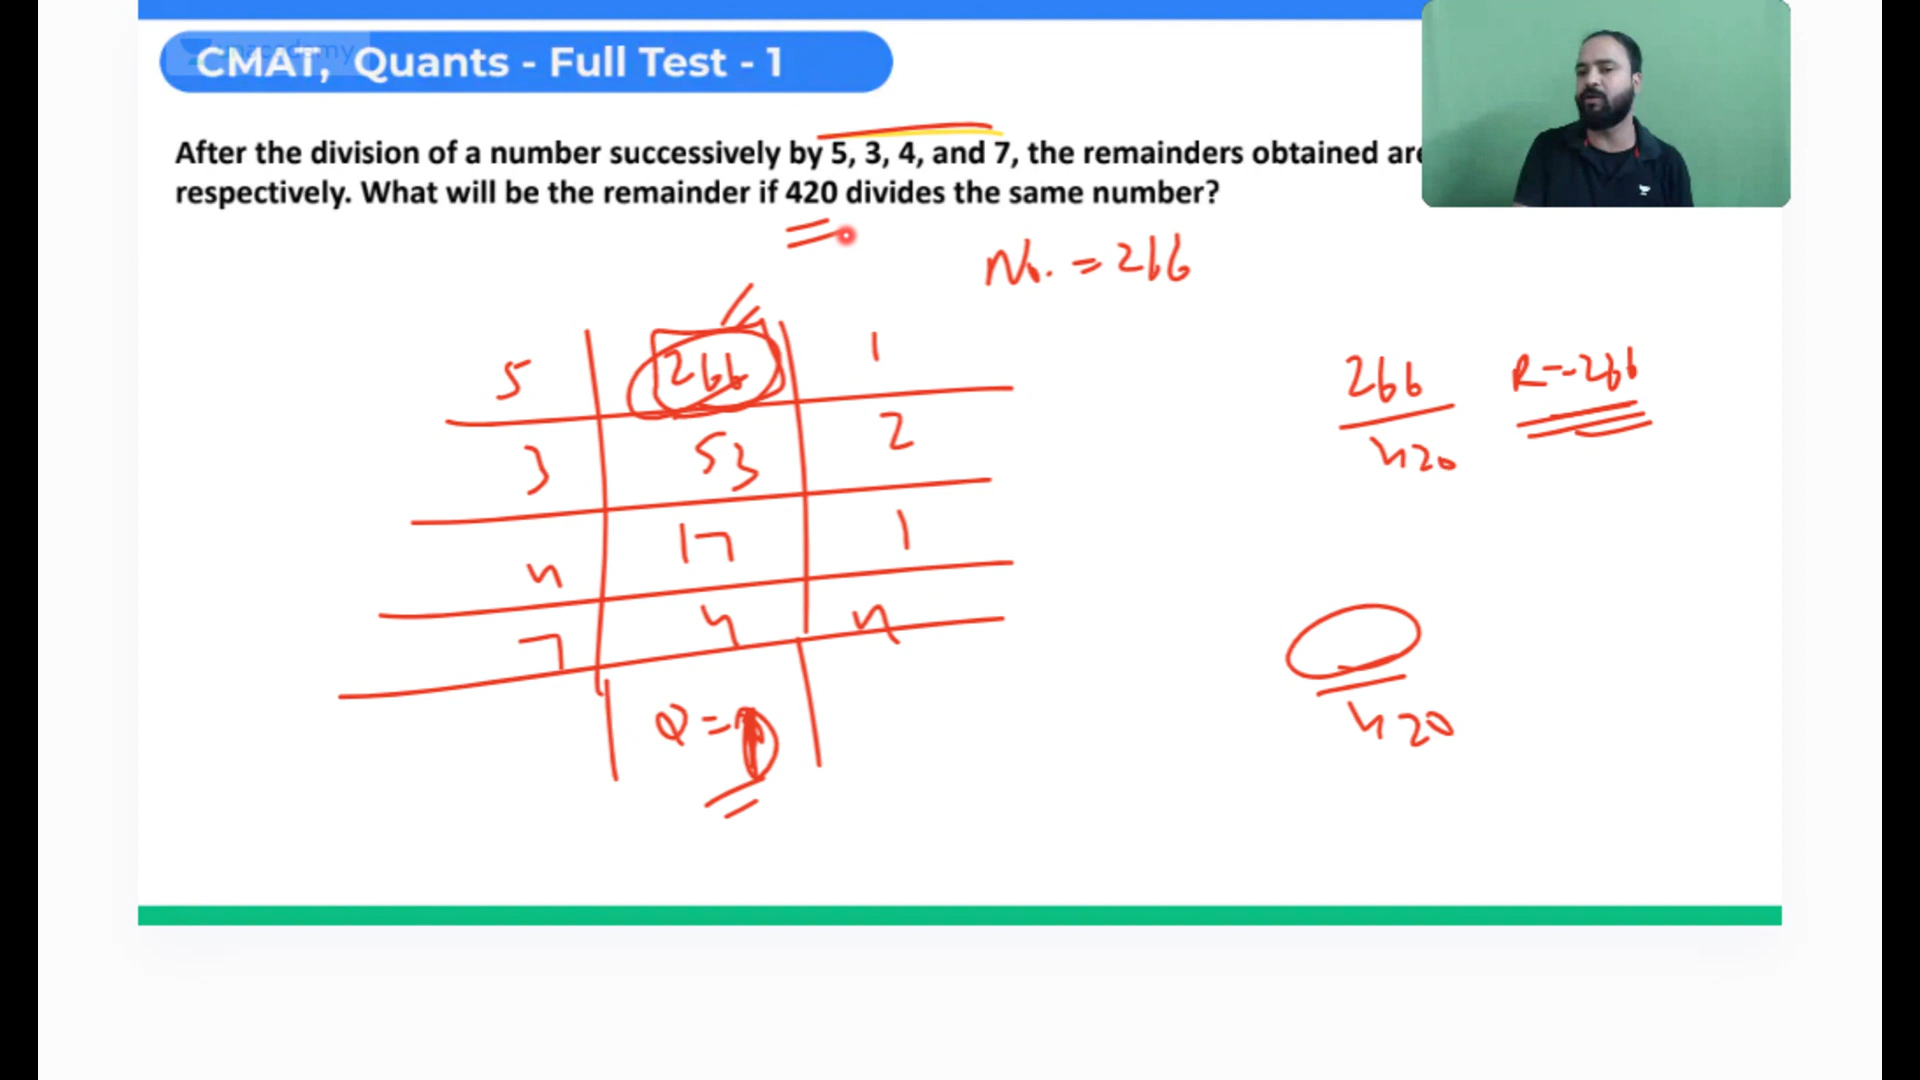 CMAT, Quants - Full Test - 1
After the division of a number successively by 5, 3, 4, and 7, the remainders obtained are
respectively. What will be the remainder if 420 divides the same number?
No. = 266
5 266 1
3 53 2
4 17 1
7 4 4
Q = 1
266
420
R = 266
420